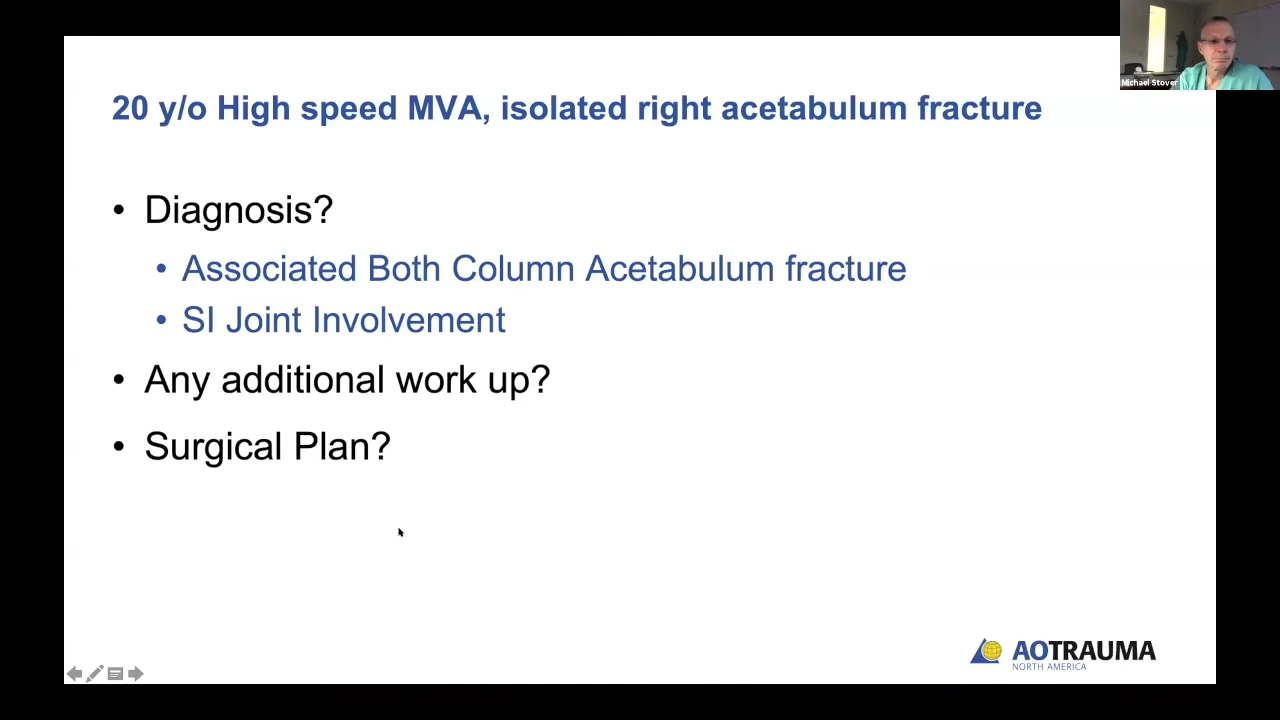 Michael Stover
20 y/o High speed MVA, isolated right acetabulum fracture
• Diagnosis?
• Associated Both Column Acetabulum fracture
• SI Joint Involvement
• Any additional work up?
• Surgical Plan?
AOTRAUMA
NORTH AMERICA